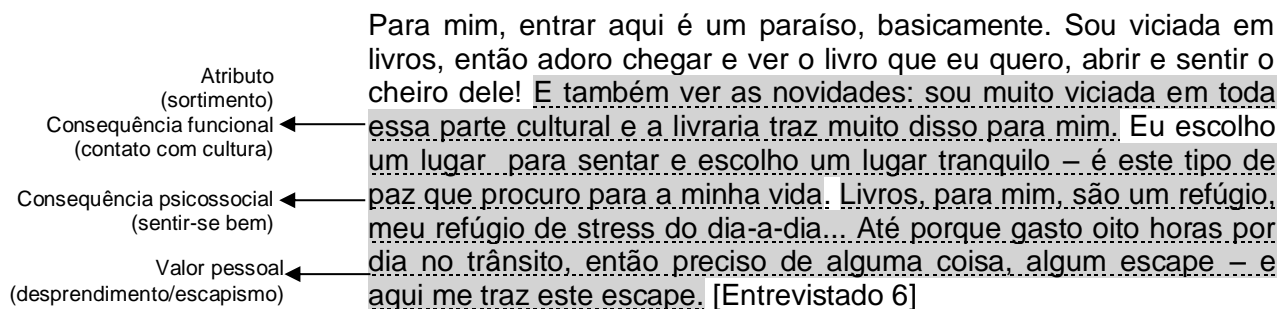 Atributo
(sortimento)
Consequência funcional
(contato com cultura)
Consequência psicossocial
(sentir-se bem)
Valor pessoal
(desprendimento/escapismo)
Para mim, entrar aqui é um paraíso, basicamente. Sou viciada em
livros, então adoro chegar e ver o livro que eu quero, abrir e sentir o
cheiro dele! E também ver as novidades: sou muito viciada em toda
essa parte cultural e a livraria traz muito disso para mim. Eu escolho
um lugar para sentar e escolho um lugar tranquilo – é este tipo de
paz que procuro para a minha vida. Livros, para mim, são um refúgio,
meu refúgio de stress do dia-a-dia... Até porque gasto oito horas por
dia no trânsito, então preciso de alguma coisa, algum escape – e
aqui me traz este escape. [Entrevistado 6]